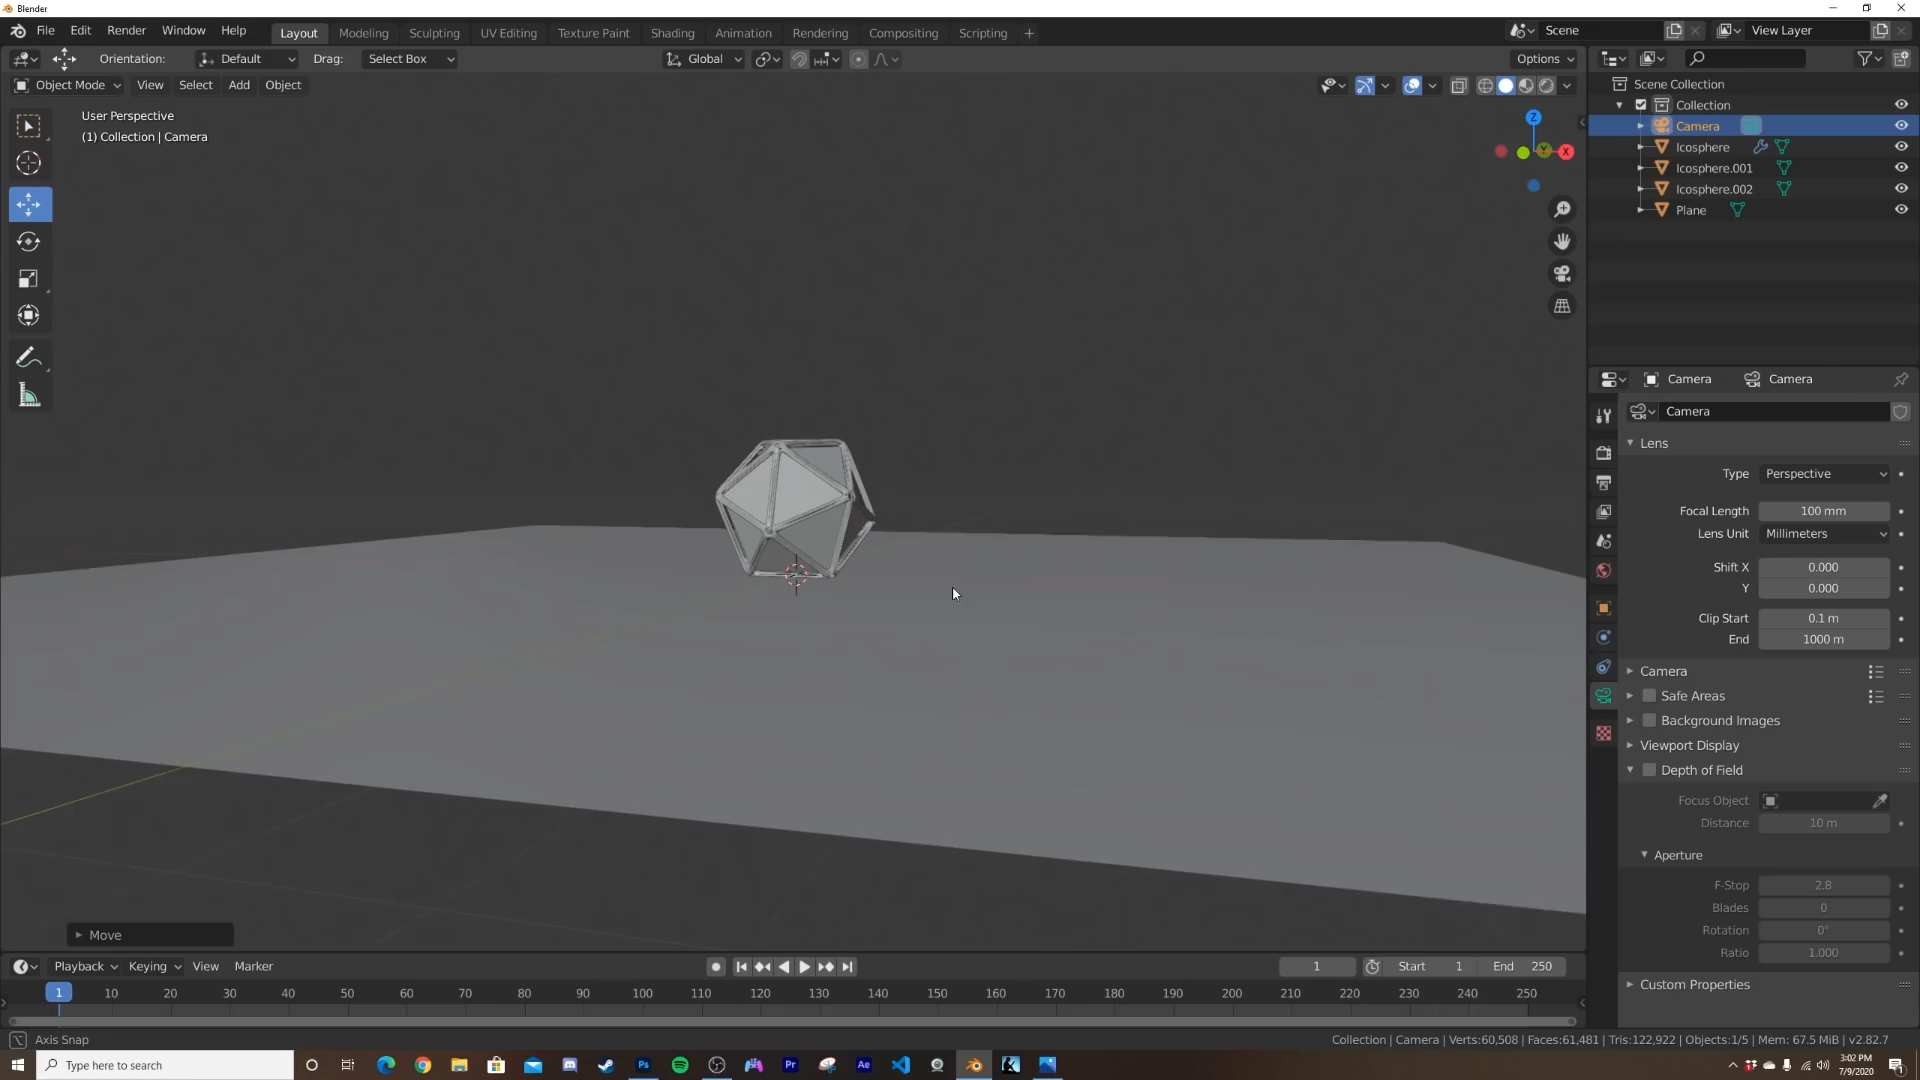 Blender
File Edit Render Window Help
Layout Modeling Sculpting UV Editing Texture Paint Shading Animation Rendering Compositing Scripting +
Scene
View Layer
Orientation: Default Drag: Select Box
Global
Options
Object Mode View Select Add Object
User Perspective
(1) Collection | Camera
Z
Y
X
Scene Collection
Collection
Camera
Icosphere
Icosphere.001
Icosphere.002
Plane
Camera Camera
Camera
Lens
Type Perspective
Focal Length 100 mm
Lens Unit Millimeters
Shift X 0.000
Y 0.000
Clip Start 0.1 m
End 1000 m
Camera
Safe Areas
Background Images
Viewport Display
Depth of Field
Focus Object
Distance 10 m
Aperture
F-Stop 2.8
Blades 0
Rotation 0°
Ratio 1.000
Custom Properties
Move
Playback Keying View Marker
1 Start 1 End 250
1 10 20 30 40 50 60 70 80 90 100 110 120 130 140 150 160 170 180 190 200 210 220 230 240 250
Axis Snap
Collection | Camera | Verts:60,508 | Faces:61,481 | Tris:122,922 | Objects:1/5 | Mem: 67.5 MiB | v2.82.7
Type here to search
Ps
Pr
Ae
3:02 PM
7/9/2020